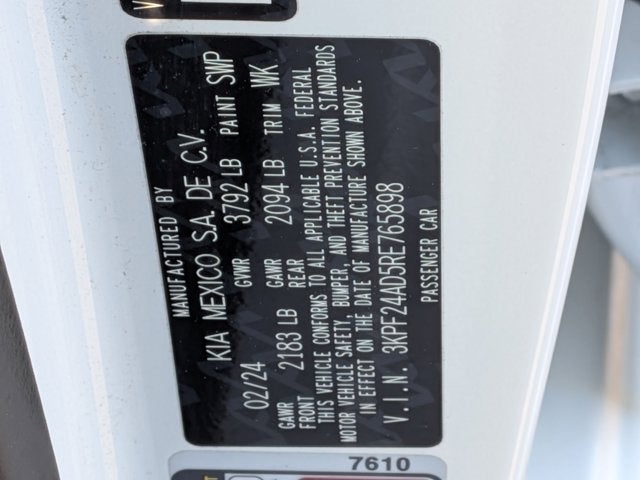 MANUFACTURED BY
KIA MEXICO S.A. DE C.V.
02/24 GVWR 3792 LB PAINT SWP
GAWR FRONT 2183 LB GAWR REAR 2094 LB TRIM WK
THIS VEHICLE CONFORMS TO ALL APPLICABLE U.S.A. FEDERAL
MOTOR VEHICLE SAFETY, BUMPER, AND THEFT PREVENTION STANDARDS
IN EFFECT ON THE DATE OF MANUFACTURE SHOWN ABOVE.
V.I.N. 3KPF24AD5RE765898
PASSENGER CAR
7610